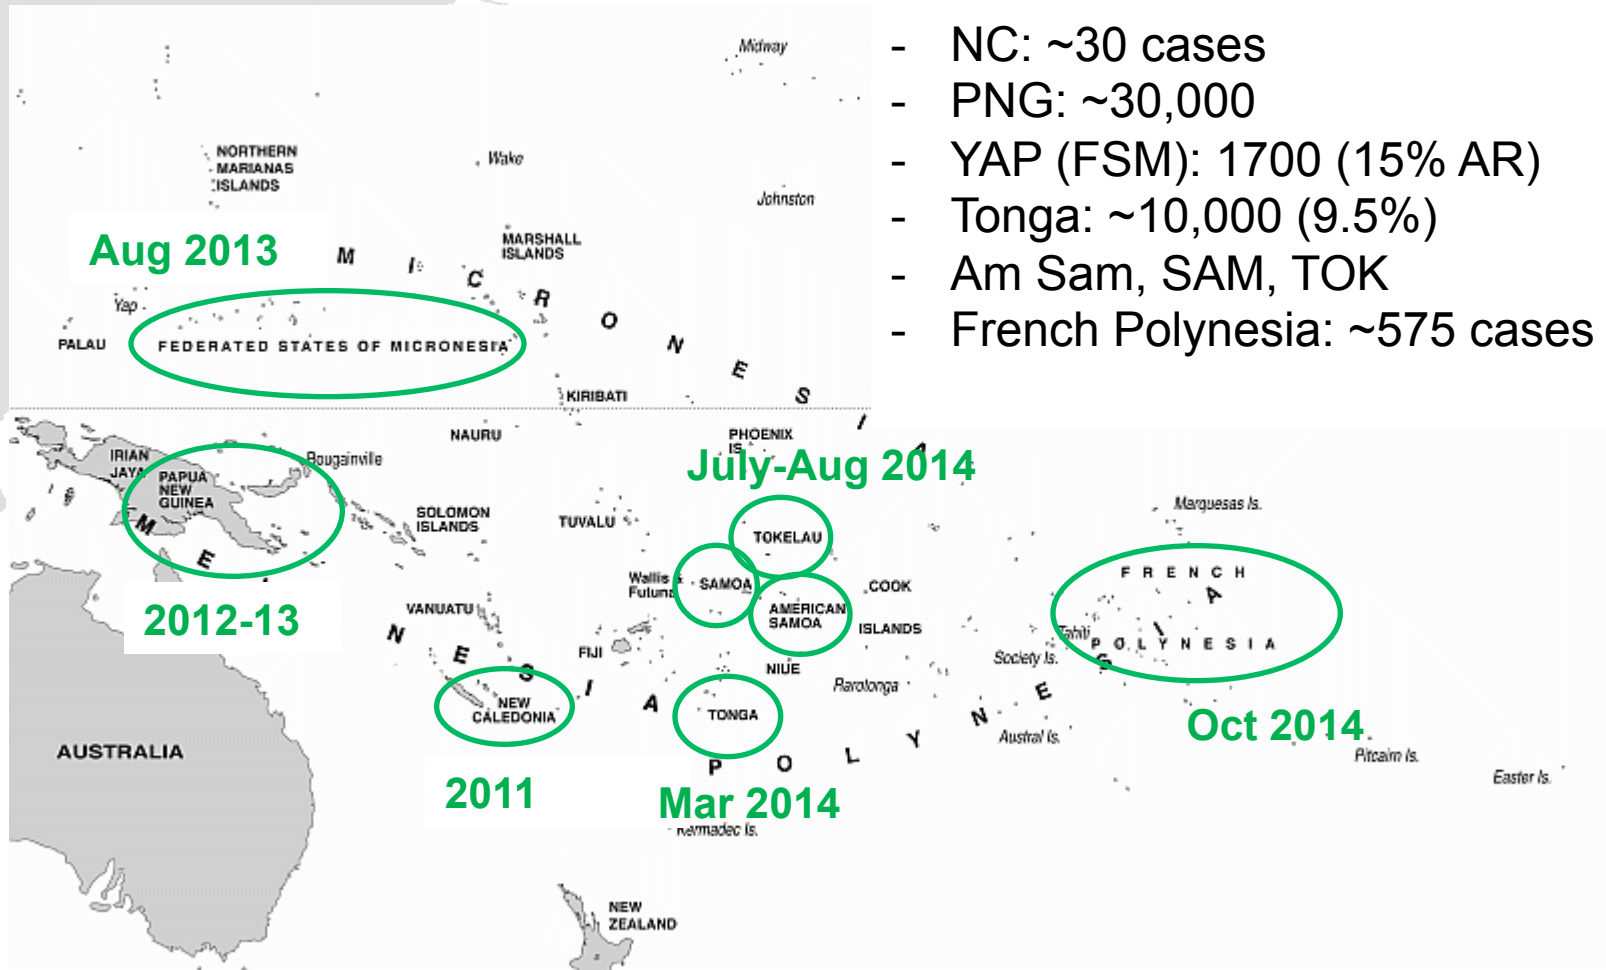 - NC: ~30 cases
- PNG: ~30,000
- YAP (FSM): 1700 (15% AR)
- Tonga: ~10,000 (9.5%)
- Am Sam, SAM, TOK
- French Polynesia: ~575 cases
Midway
NORTHERN
MARIANAS
ISLANDS
Wake
Johnston
Aug 2013
MARSHALL
ISLANDS
MICRONESIA
Yap
PALAU
FEDERATED STATES OF MICRONESIA
KIRIBATI
NAURU
PHOENIX
IS.
July-Aug 2014
IRIAN
JAYA
PAPUA
NEW
GUINEA
Bougainville
SOLOMON
ISLANDS
TUVALU
TOKELAU
Marquesas Is.
MELANESIA
2012-13
Wallis &
Futuna
SAMOA
AMERICAN
SAMOA
COOK
ISLANDS
FRENCH
POLYNESIA
Tahiti
Society Is.
VANUATU
FIJI
NIUE
Rarotonga
NEW
CALEDONIA
TONGA
POLYNESIA
Austral Is.
Oct 2014
Pitcairn Is.
Easter Is.
AUSTRALIA
2011
Mar 2014
Kermadec Is.
NEW
ZEALAND